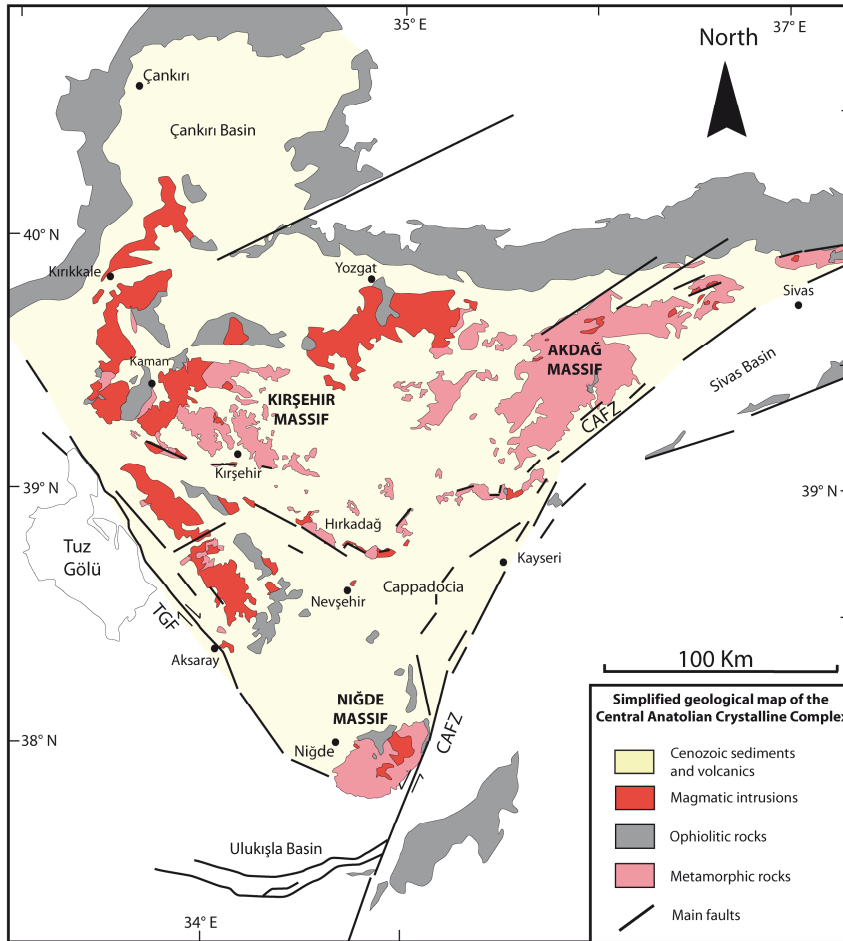 35° E
37° E
North
Çankırı
Çankırı Basin
40° N
Kırıkkale
Yozgat
Sivas
Kaman
AKDAĞ
MASSIF
Sivas Basin
KIRŞEHIR
MASSIF
CAFZ
Kırşehir
39° N
39° N
Hırkadağ
Tuz
Gölü
Kayseri
Cappadocia
Nevşehir
TGF
Aksaray
100 Km
NIĞDE
MASSIF
Simplified geological map of the
Central Anatolian Crystalline Complex
CAFZ
38° N
Niğde
Cenozoic sediments
and volcanics
Magmatic intrusions
Ophiolitic rocks
Ulukışla Basin
Metamorphic rocks
Main faults
34° E